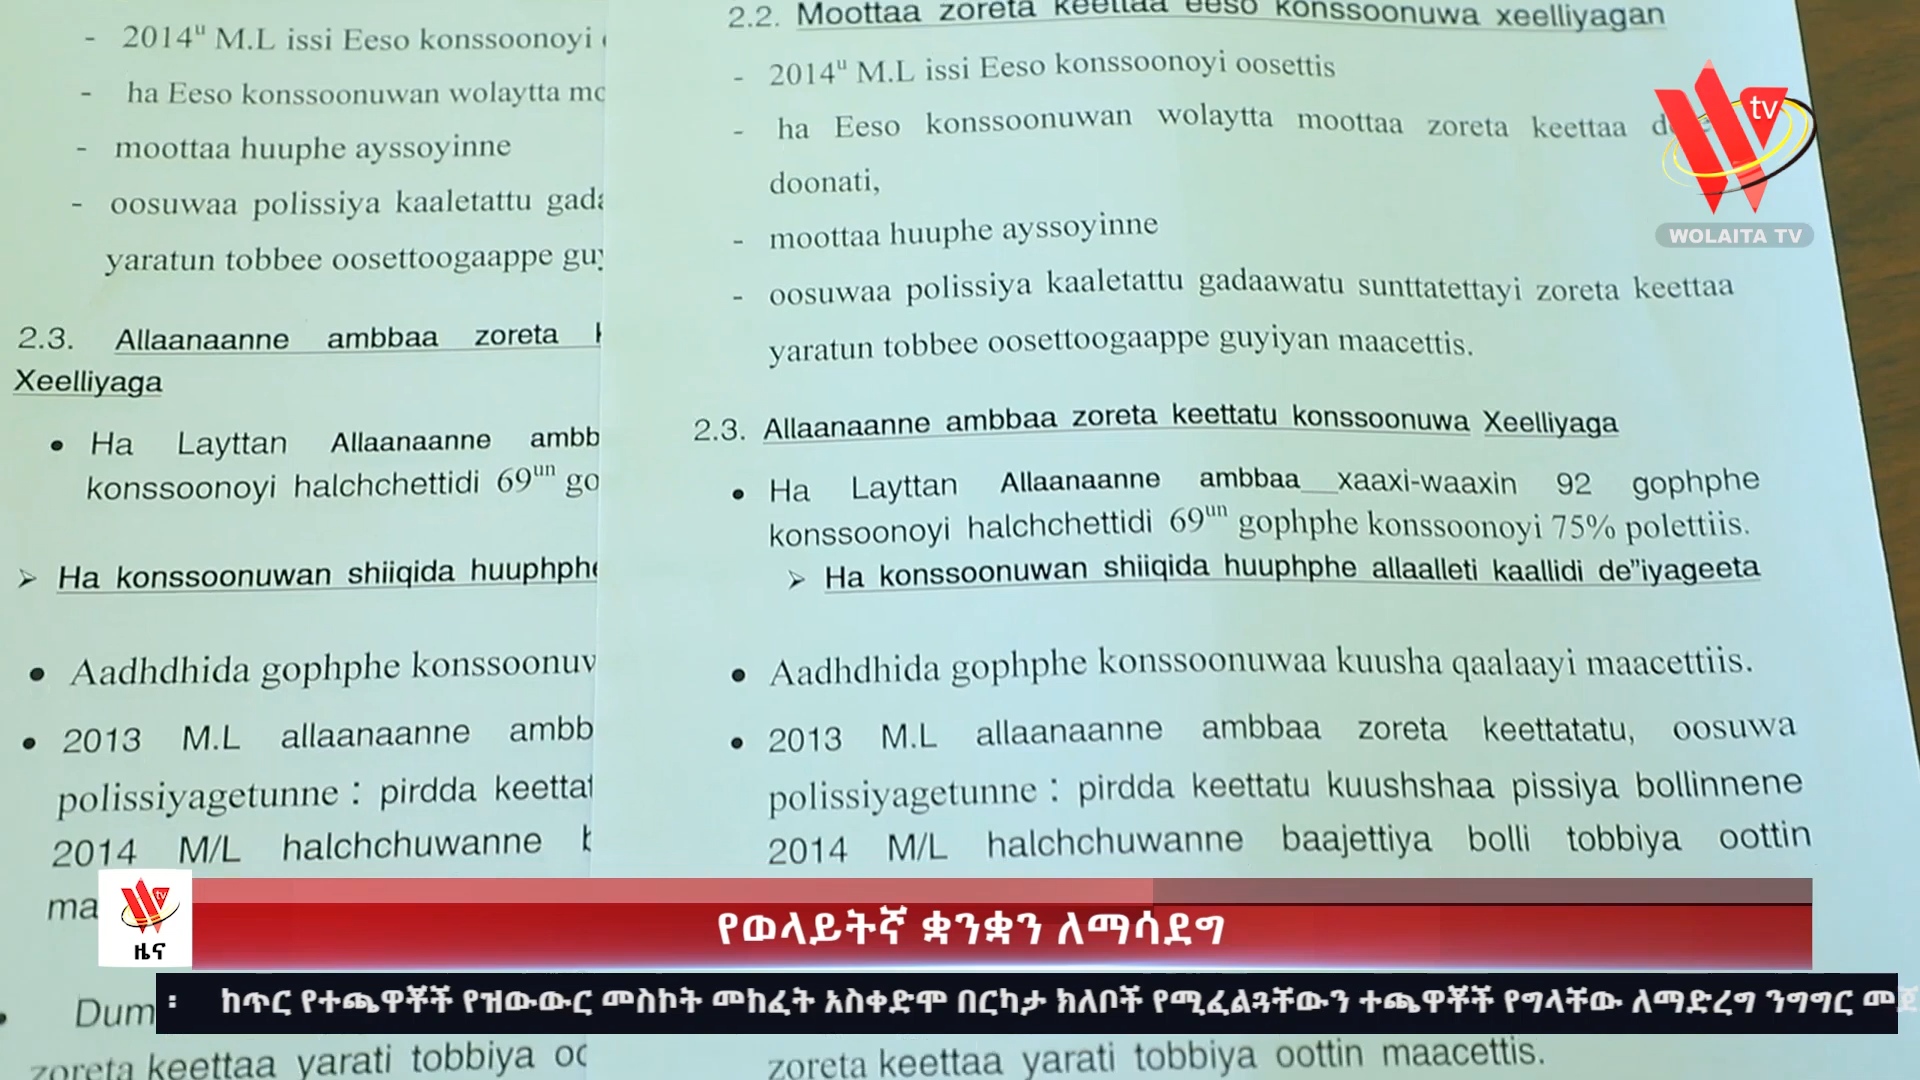 - 2014ᵘ M.L issi Eeso konssoonoyi
- ha Eeso konssoonuwan wolaytta
- moottaa huuphe ayssoyinne
- oosuwaa polissiya kaaletattu
yaratun tobbee oosettoogaappe
2.3. Allaanaanne ambbaa zoreta
Xeelliyaga
• Ha Layttan Allaanaanne
konssoonoyi halchchettidi 69ᵘⁿ
➢ Ha konssoonuwan shiiqida
• Aadhdhida gophphe
• 2013 M.L allaanaanne
polissiyagetunne : pirdda
2014 M/L halchchuwanne
zoreta keettaa yarati tobbiya
2.2. Moottaa zoreta keettaa eeso konssoonuwa xeelliyagan
- 2014ᵘ M.L issi Eeso konssoonoyi oosettis
- ha Eeso konssoonuwan wolaytta moottaa zoreta keettaa
doonati,
- moottaa huuphe ayssoyinne
- oosuwaa polissiya kaaletattu gadaawatu sunttatettayi zoreta keettaa
yaratun tobbee oosettoogaappe guyiyan maacettis.
2.3. Allaanaanne ambbaa zoreta keettatu konssoonuwa Xeelliyaga
• Ha Layttan Allaanaanne ambbaa__xaaxi-waaxin 92 gophphe
konssoonoyi halchchettidi 69ᵘⁿ gophphe konssoonoyi 75% polettiis.
➢ Ha konssoonuwan shiiqida huuphphe allaalleti kaallidi de”iyageeta
• Aadhdhida gophphe konssoonuwaa kuusha qaalaayi maacettiis.
• 2013 M.L allaanaanne ambbaa zoreta keettatatu, oosuwa
polissiyagetunne : pirdda keettatu kuushshaa pissiya bollinnene
2014 M/L halchchuwanne baajettiya bolli tobbiya oottin
zoreta keettaa yarati tobbiya oottin maacettis.
tv
WOLAITA TV
tv
ዜና
የወላይትኛ ቋንቋን ለማሳደግ
፡ ከጥር የተጫዋቾች የዝውውር መስኮት መከፈት አስቀድሞ በርካታ ክለቦች የሚፈልጓቸውን ተጫዋቾች የግላቸው ለማድረግ ንግግር